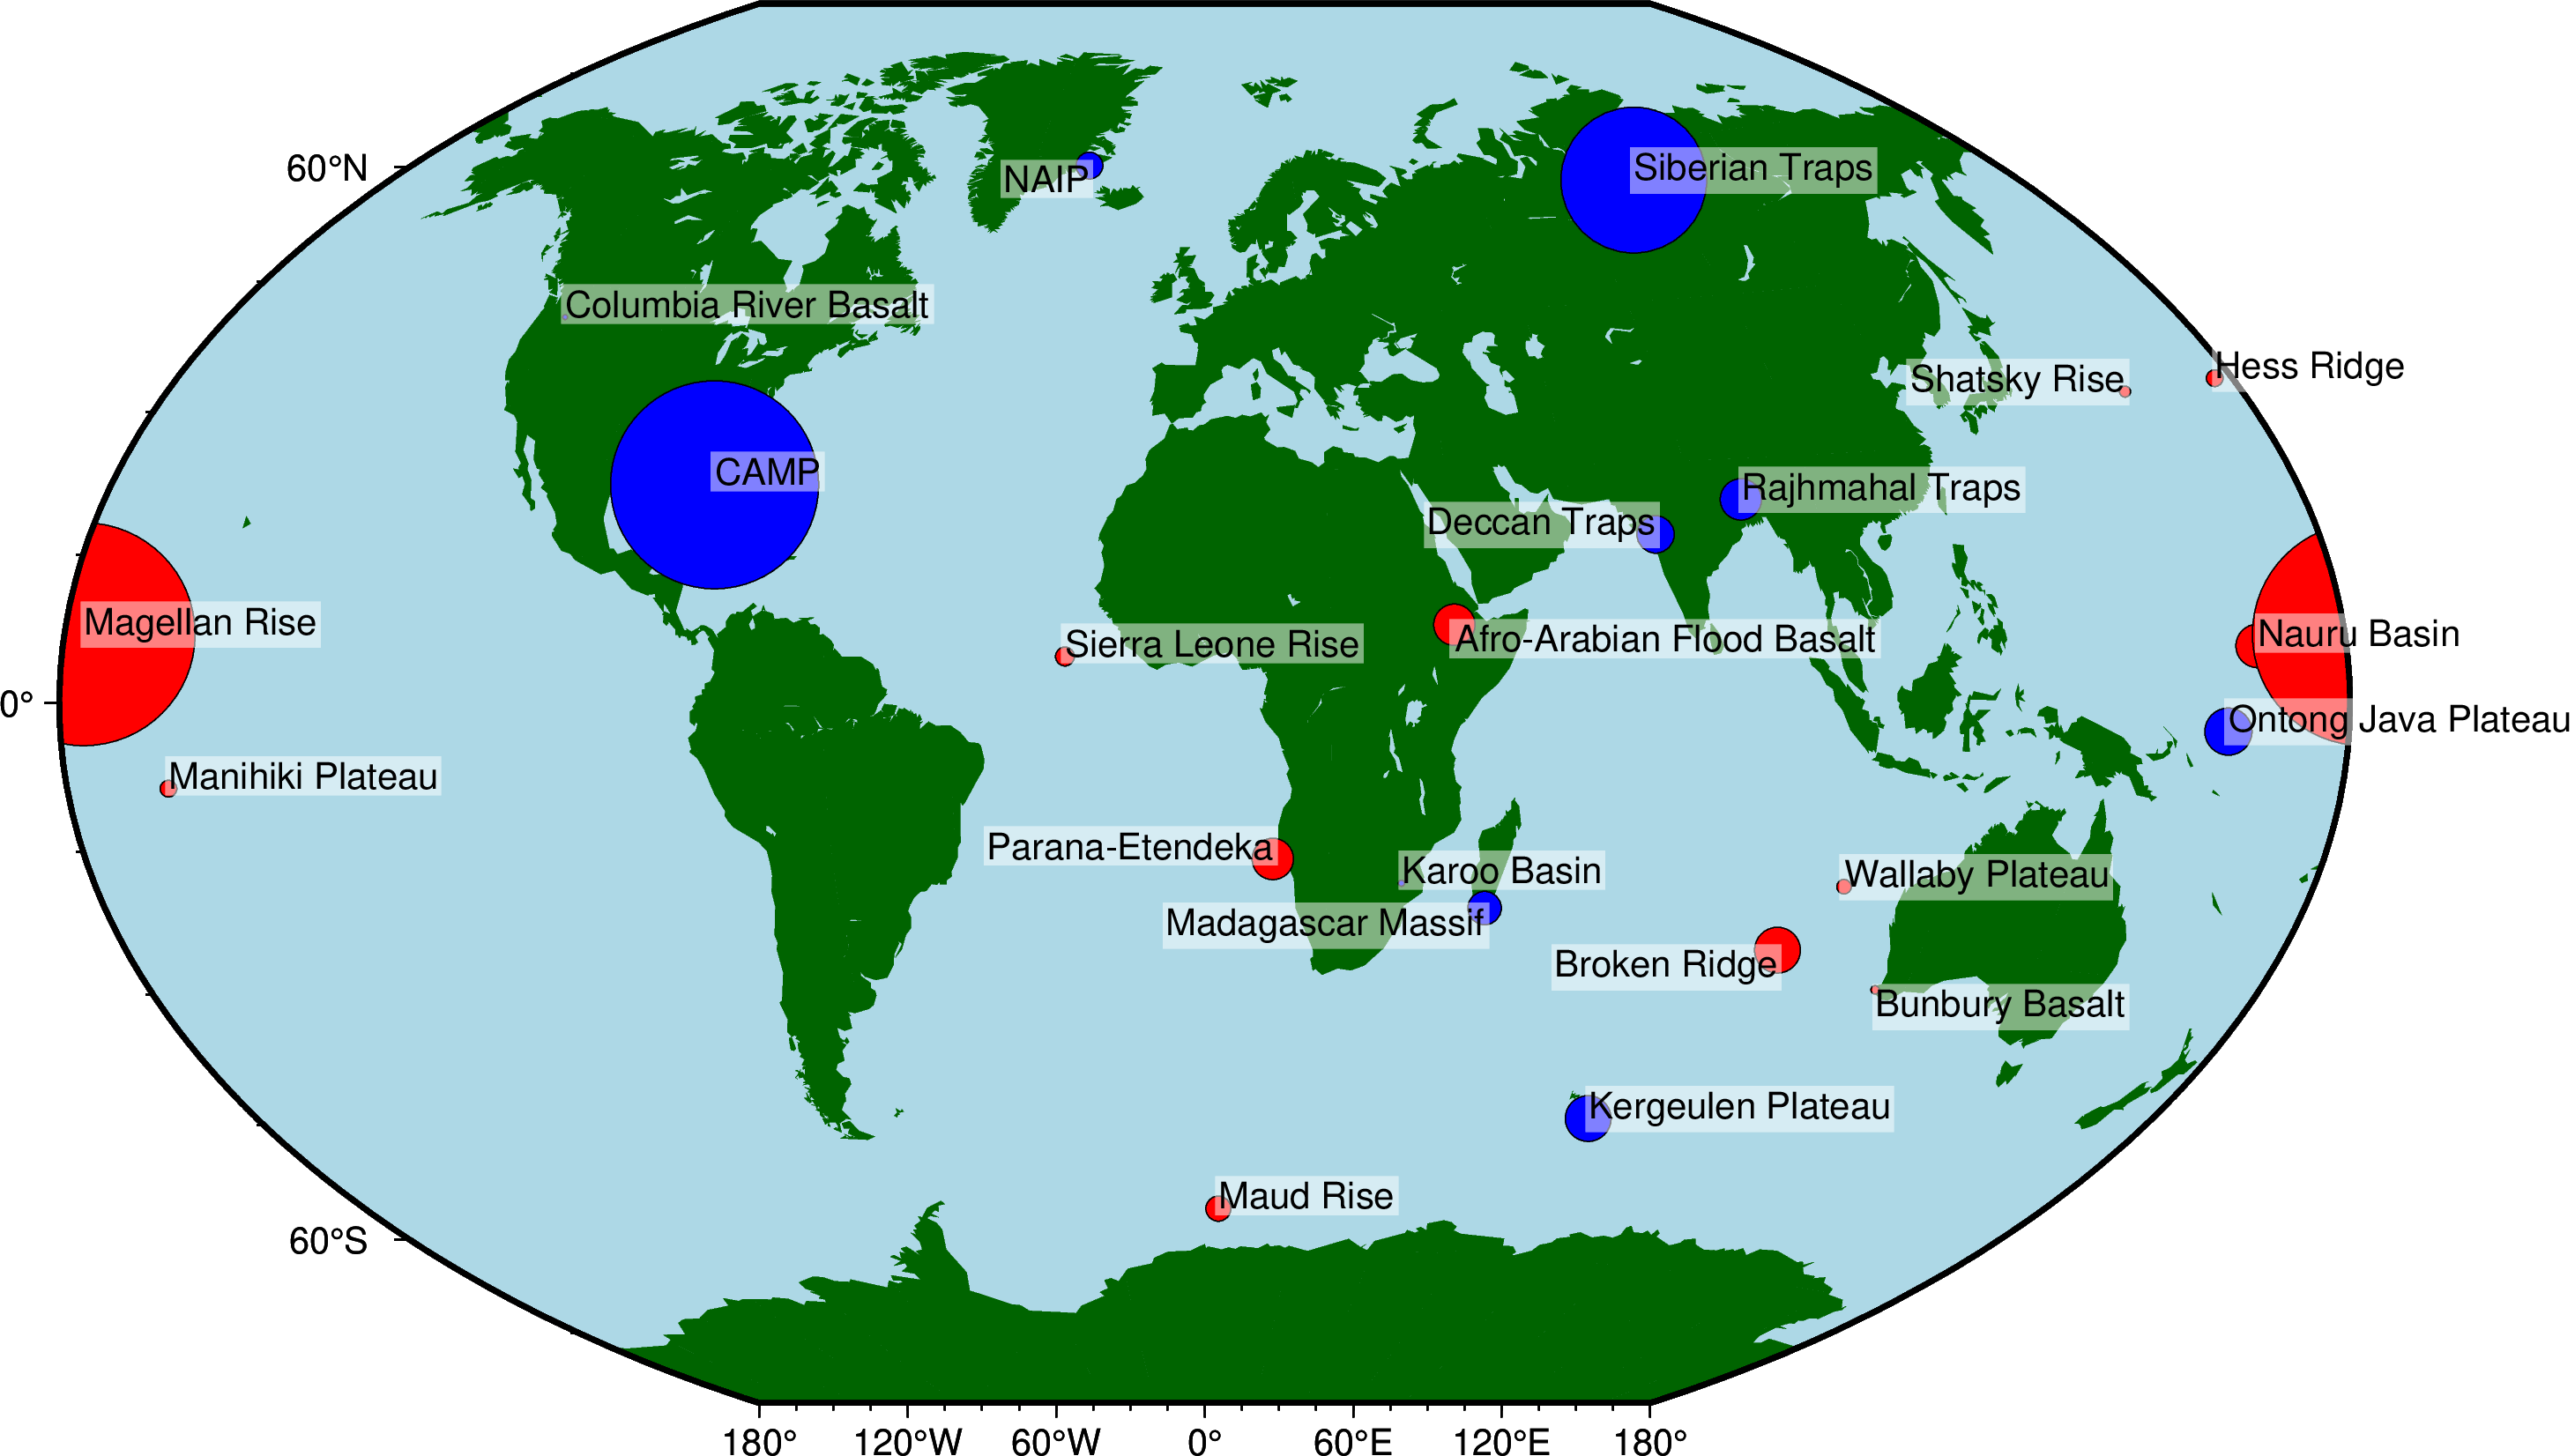 60°N
NAIP
Siberian Traps
Columbia River Basalt
Hess Ridge
Shatsky Rise
CAMP
Rajhmahal Traps
Deccan Traps
Magellan Rise
Nauru Basin
Sierra Leone Rise
Afro-Arabian Flood Basalt
0°
Ontong Java Plateau
Manihiki Plateau
Parana-Etendeka
Karoo Basin
Wallaby Plateau
Madagascar Massif
Broken Ridge
Bunbury Basalt
Kergeulen Plateau
Maud Rise
60°S
180° 120°W 60°W 0° 60°E 120°E 180°